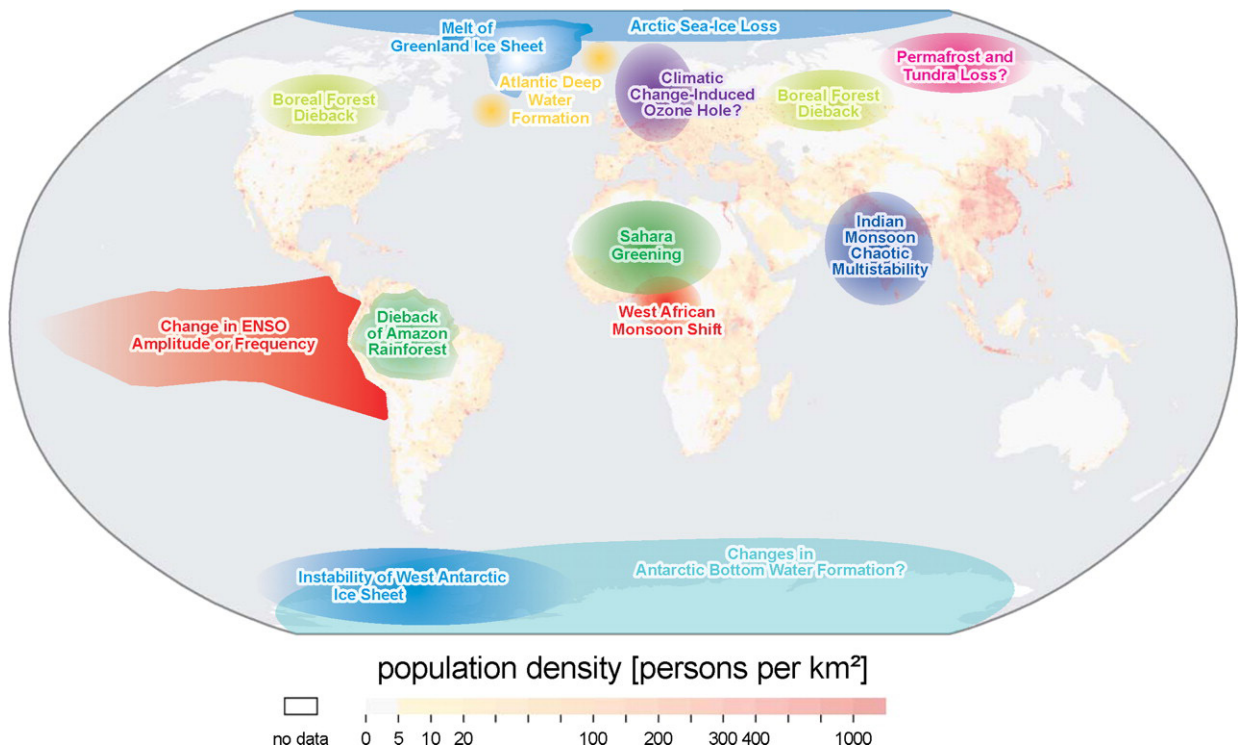 Melt of
Greenland Ice Sheet
Arctic Sea-Ice Loss
Permafrost and
Tundra Loss?
Atlantic Deep
Water
Formation
Climatic
Change-Induced
Ozone Hole?
Boreal Forest
Dieback
Boreal Forest
Dieback
Sahara
Greening
Indian
Monsoon
Chaotic
Multistability
West African
Monsoon Shift
Change in ENSO
Amplitude or Frequency
Dieback
of Amazon
Rainforest
Instability of West Antarctic
Ice Sheet
Changes in
Antarctic Bottom Water Formation?
population density [persons per km²]
no data 0 5 10 20 100 200 300 400 1000